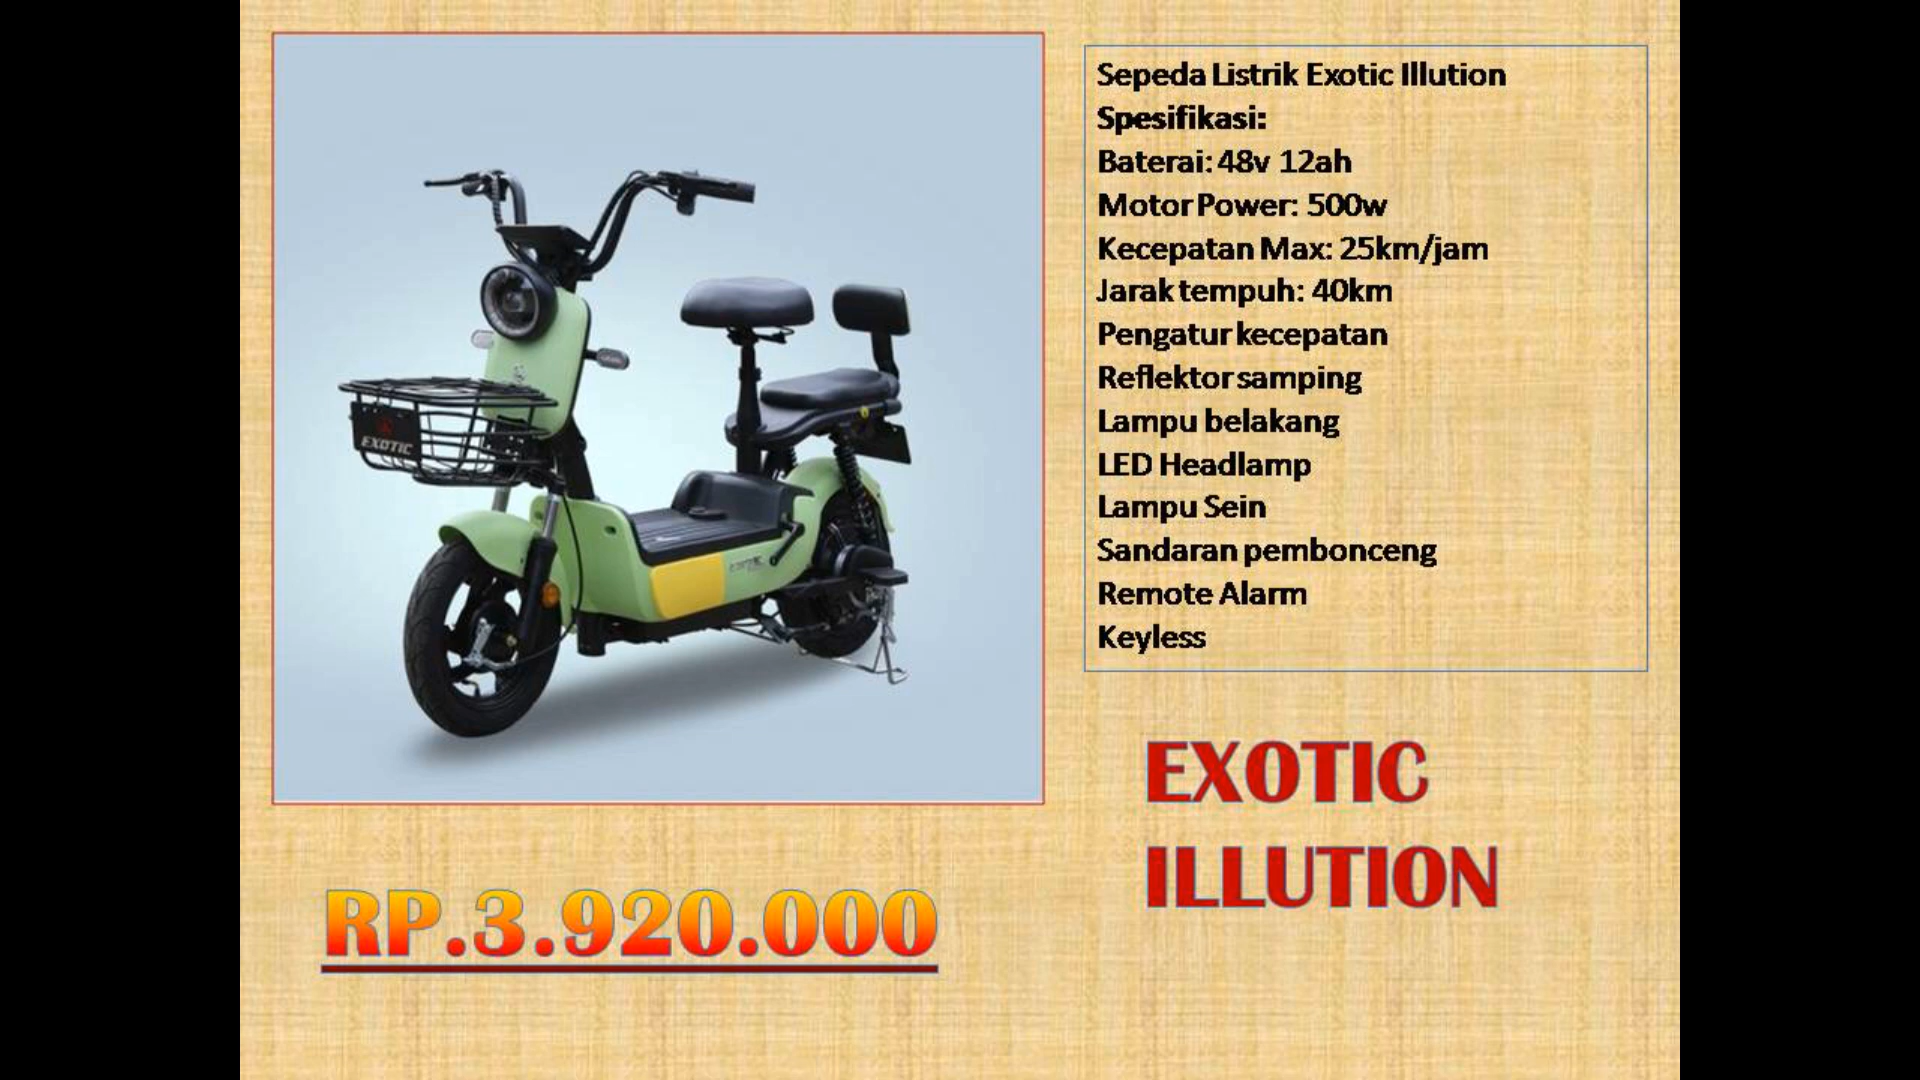 Sepeda Listrik Exotic Illution
Spesifikasi:
Baterai: 48v 12ah
Motor Power: 500w
Kecepatan Max: 25km/jam
Jarak tempuh: 40km
Pengatur kecepatan
Reflektor samping
Lampu belakang
LED Headlamp
Lampu Sein
Sandaran pembonceng
Remote Alarm
Keyless
EXOTIC
EXOTIC
ILLUTION
RP.3.920.000